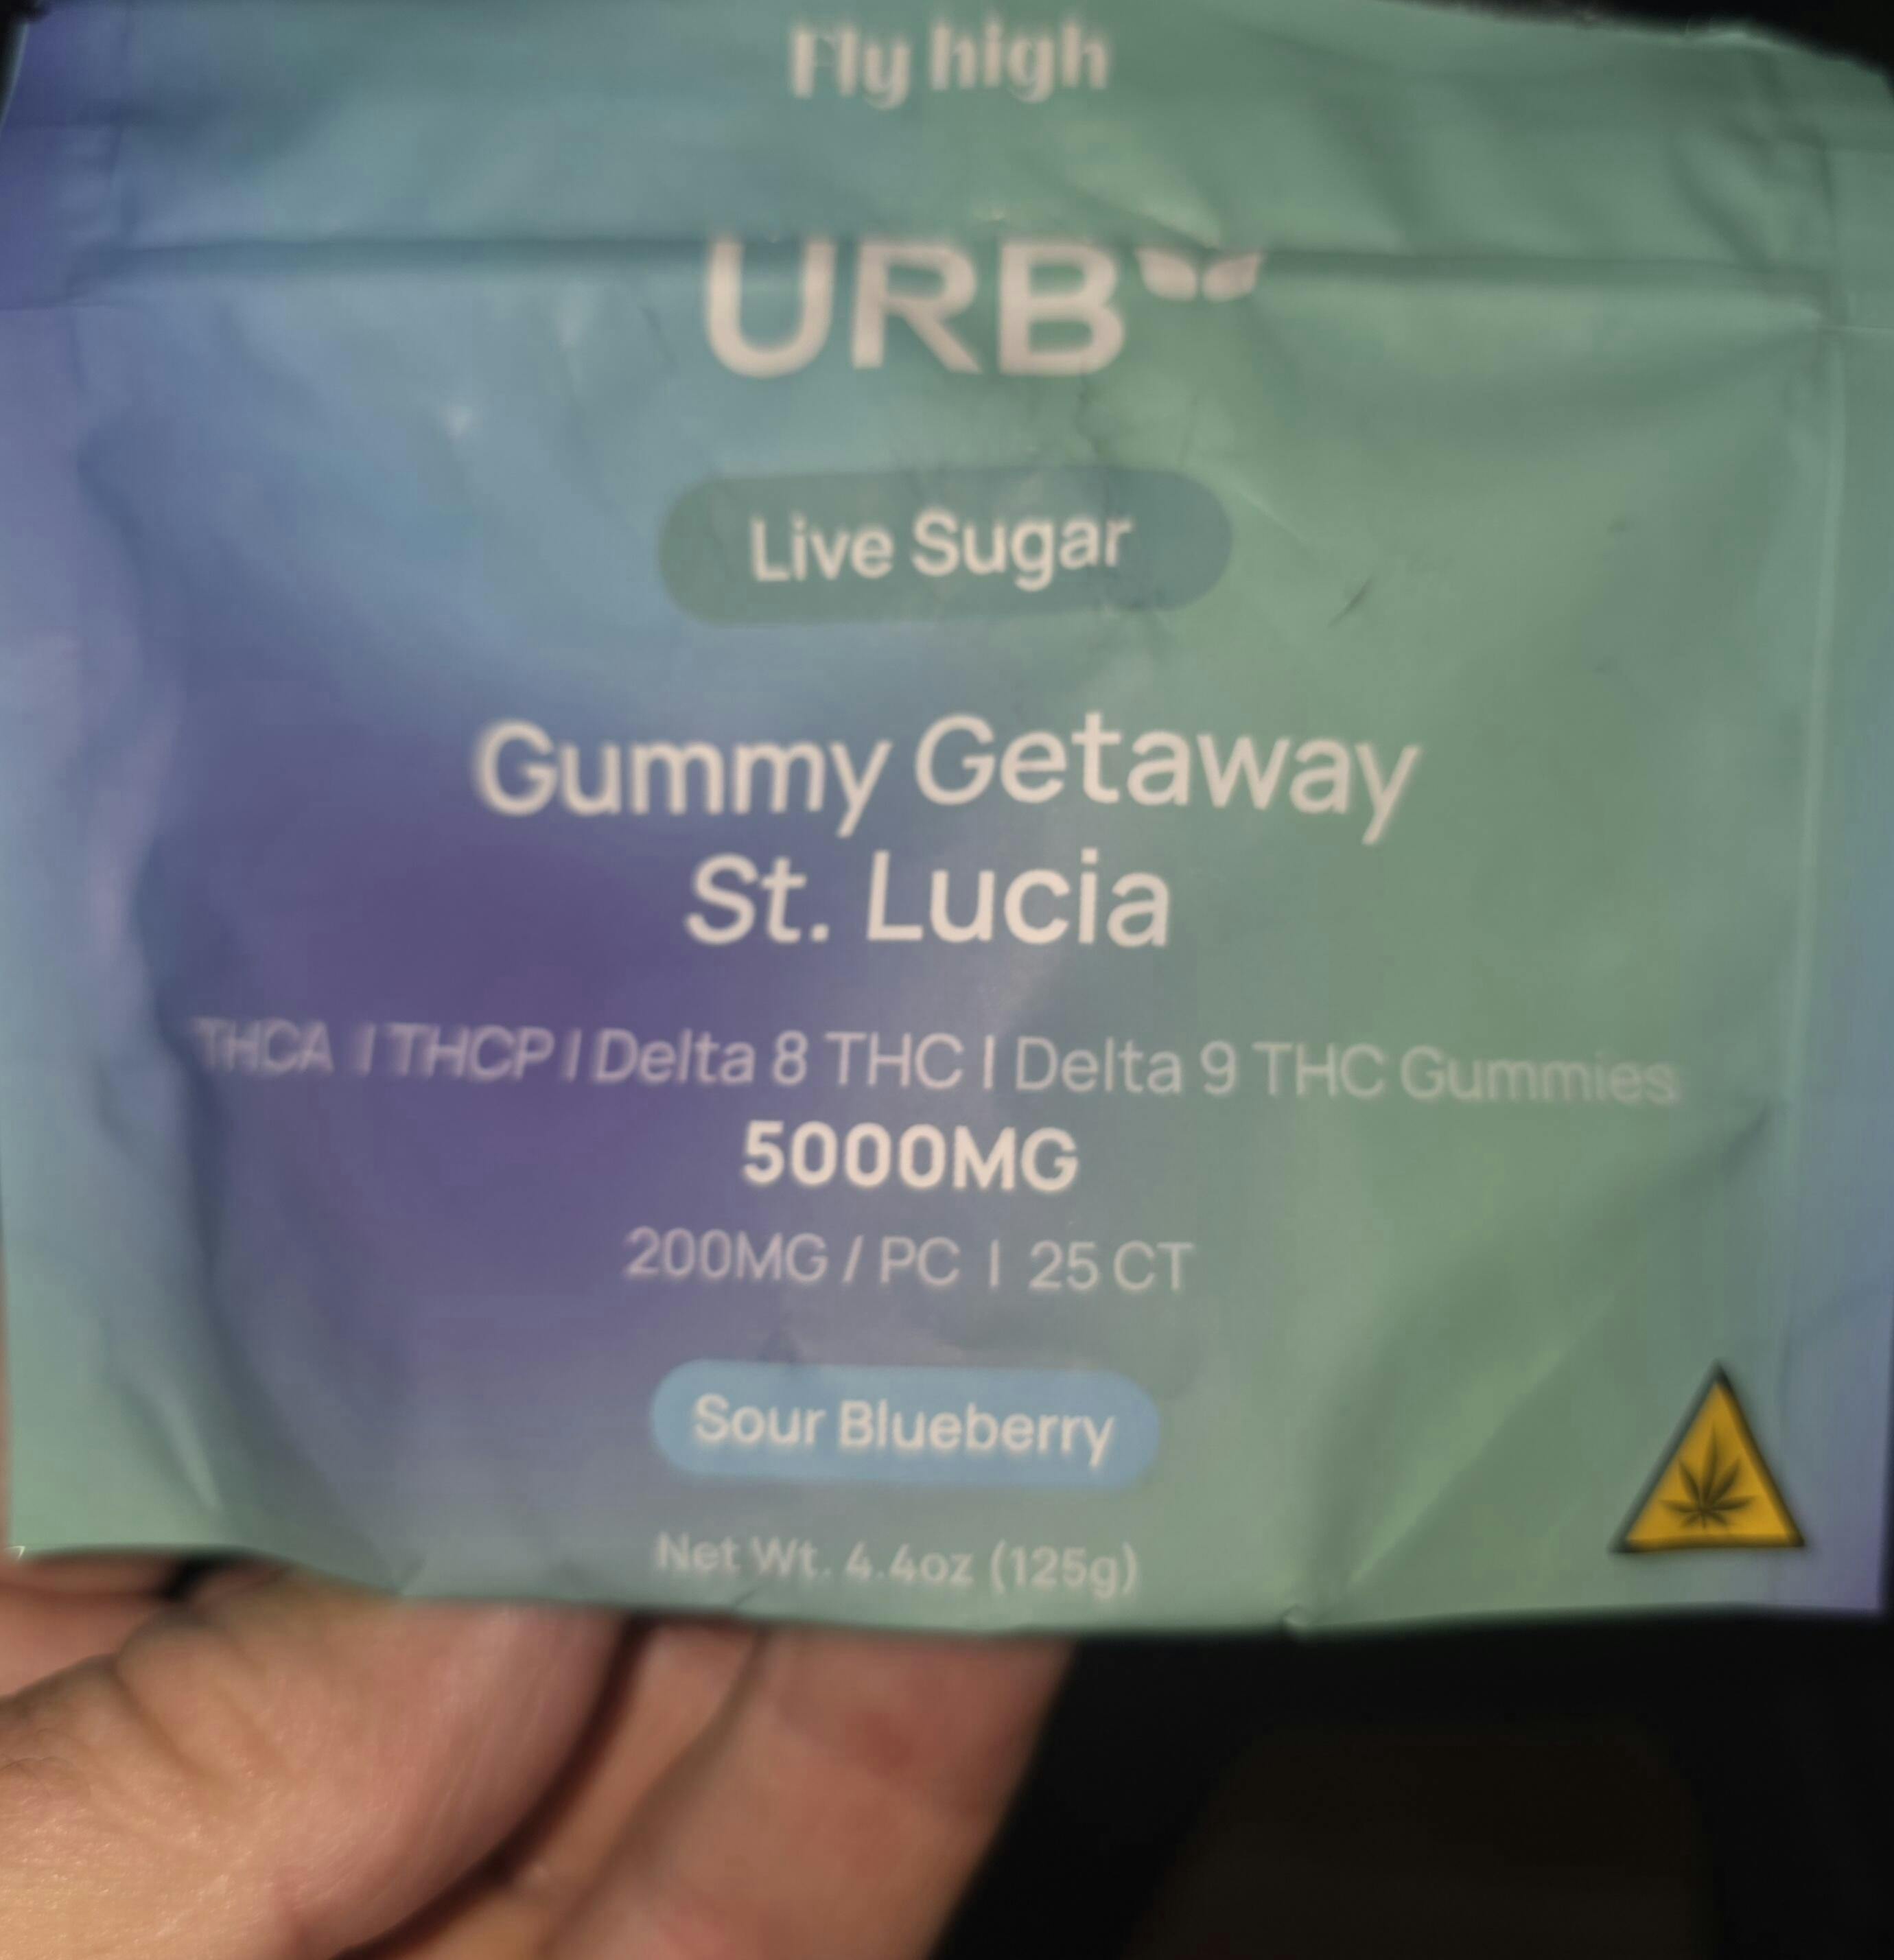 Fly high
URB
Live Sugar
Gummy Getaway
St. Lucia
THCA | THCP | Delta 8 THC | Delta 9 THC Gummies
5000MG
200MG / PC | 25 CT
Sour Blueberry
Net Wt. 4.4oz (125g)